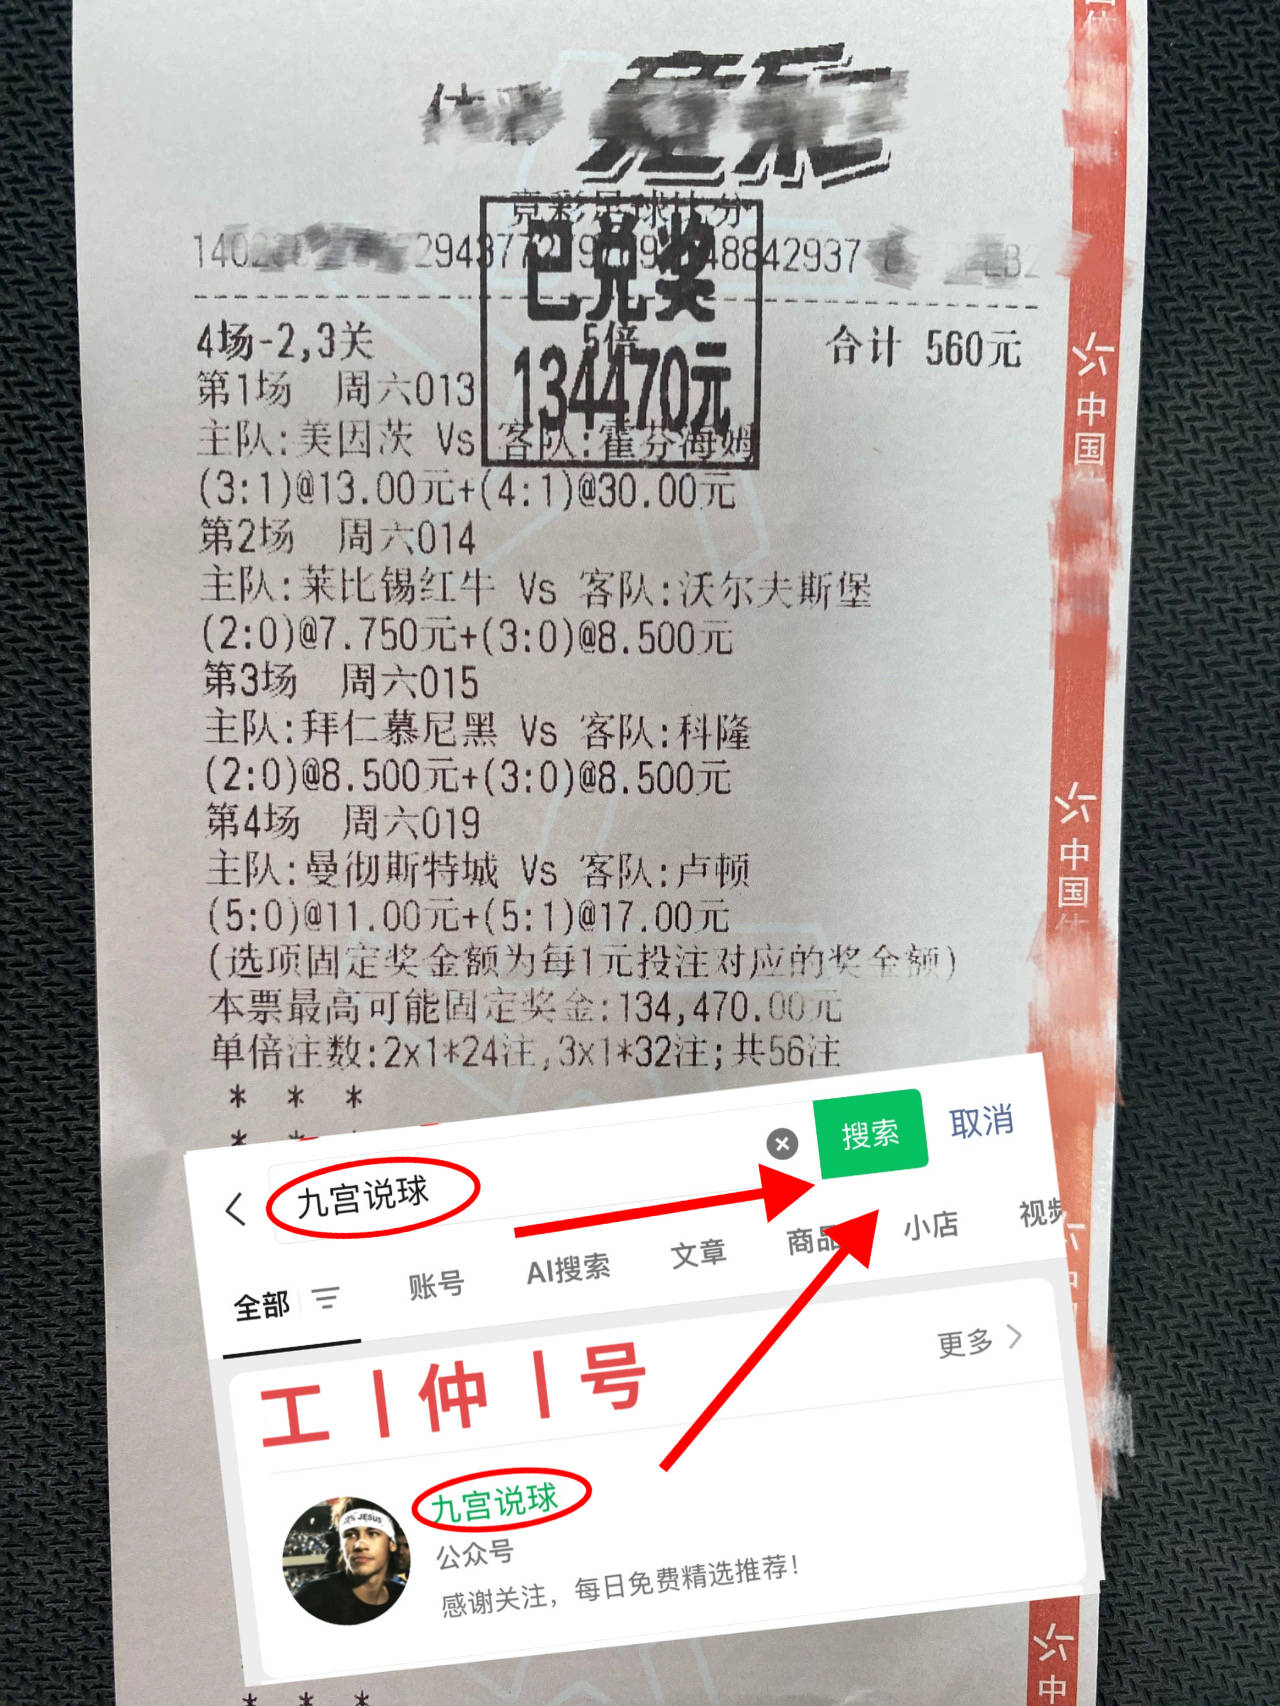 体彩 竞彩
竞彩足球比分
已兑奖
134470元
4场-2,3关 5倍 合计 560元
第1场 周六013
主队:美因茨 Vs 客队:霍芬海姆
(3:1)@13.00元+(4:1)@30.00元
第2场 周六014
主队:莱比锡红牛 Vs 客队:沃尔夫斯堡
(2:0)@7.750元+(3:0)@8.500元
第3场 周六015
主队:拜仁慕尼黑 Vs 客队:科隆
(2:0)@8.500元+(3:0)@8.500元
第4场 周六019
主队:曼彻斯特城 Vs 客队:卢顿
(5:0)@11.00元+(5:1)@17.00元
(选项固定奖金额为每1元投注对应的奖金额)
本票最高可能固定奖金:134,470.00元
单倍注数:2x1*24注,3x1*32注;共56注
* * *
九宫说球 搜索 取消
全部 账号 AI搜索 文章 商品 小店 视频
工丨仲丨号 更多
九宫说球
公众号
感谢关注，每日免费精选推荐！
* * *
中国
中国体
中